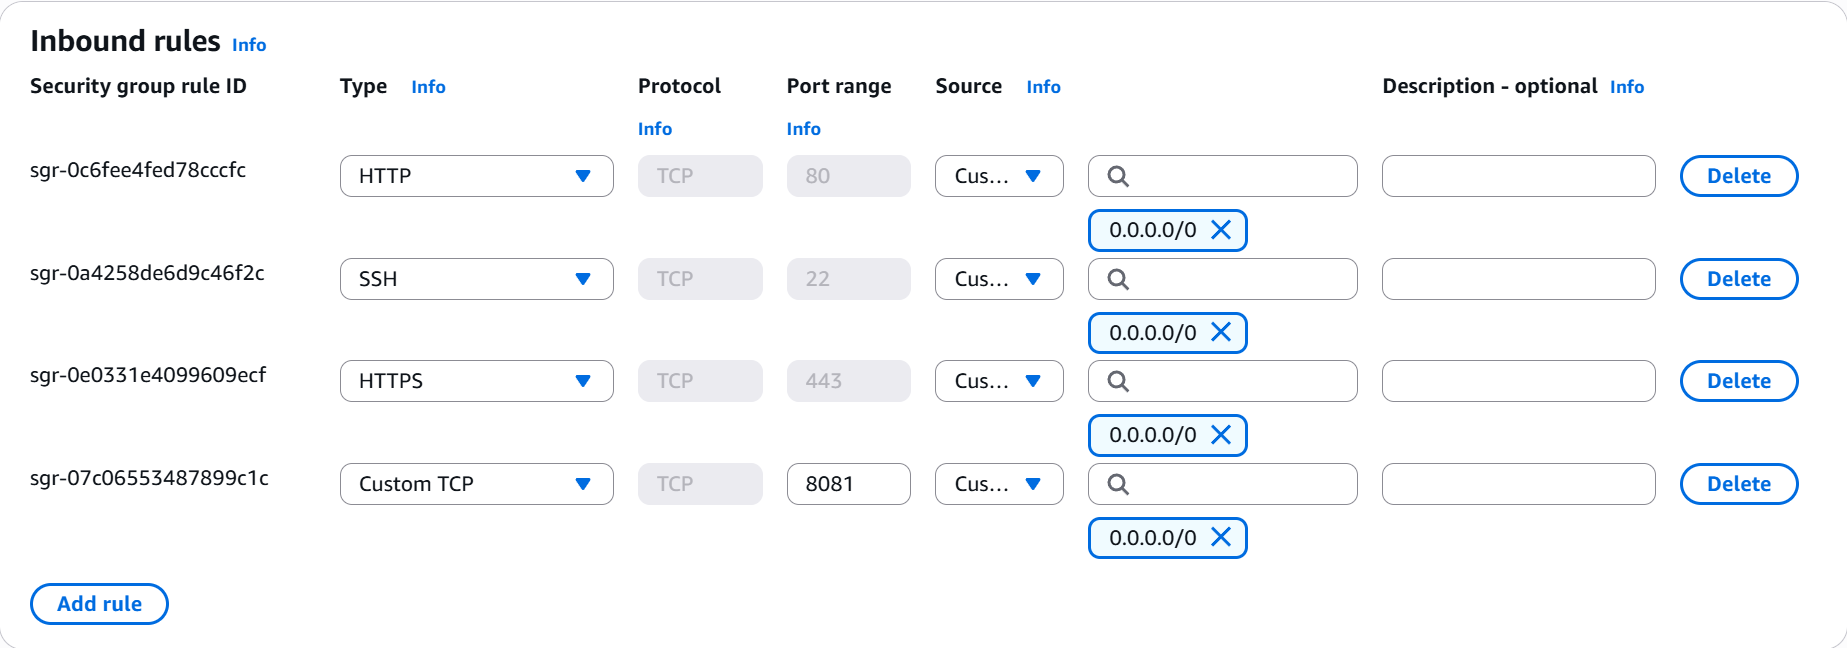 Inbound rules Info
Security group rule ID Type Info Protocol Info Port range Info Source Info Description - optional Info
sgr-0c6fee4fed78cccfc HTTP TCP 80 Cus... Delete
0.0.0.0/0
sgr-0a4258de6d9c46f2c SSH TCP 22 Cus... Delete
0.0.0.0/0
sgr-0e0331e4099609ecf HTTPS TCP 443 Cus... Delete
0.0.0.0/0
sgr-07c06553487899c1c Custom TCP TCP 8081 Cus... Delete
0.0.0.0/0
Add rule